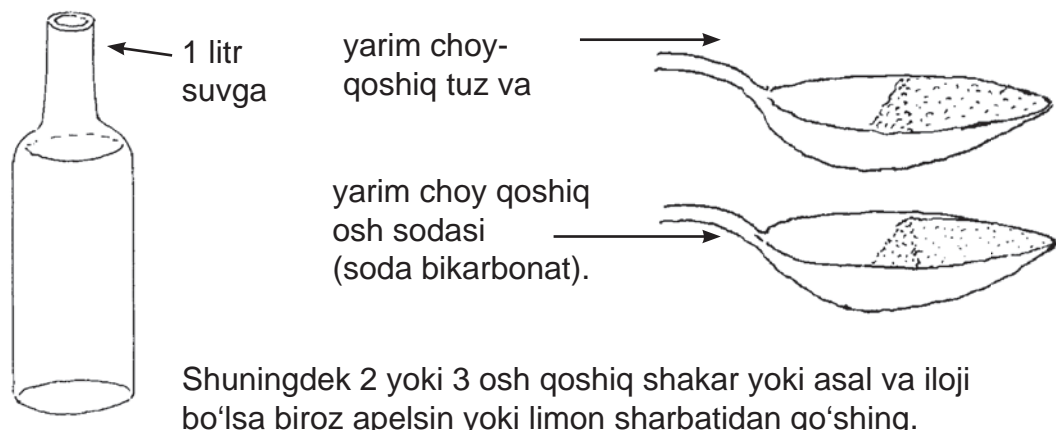 1 litr
suvga
yarim choy-
qoshiq tuz va
yarim choy qoshiq
osh sodasi
(soda bikarbonat).
Shuningdek 2 yoki 3 osh qoshiq shakar yoki asal va iloji
bo‘lsa biroz apelsin yoki limon sharbatidan qo‘shing.